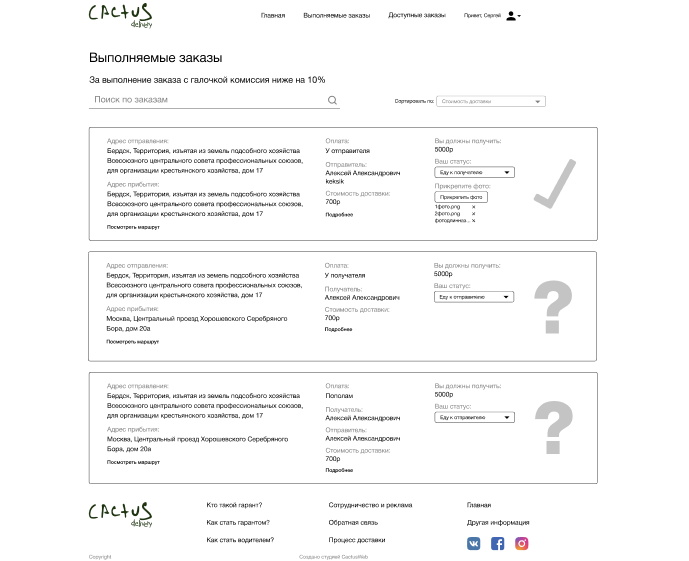 CACTUS
delivery
Главная
Выполняемые заказы
Доступные заказы
Привет, Сергей
Выполняемые заказы
За выполнение заказа с галочкой комиссия ниже на 10%
Поиск по заказам
Сортировать по:
Стоимость доставки
Адрес отправления:
Бердск, Территория, изъятая из земель подсобного хозяйства
Всесоюзного центрального совета профессиональных союзов,
для организации крестьянского хозяйства, дом 17
Адрес прибытия:
Бердск, Территория, изъятая из земель подсобного хозяйства
Всесоюзного центрального совета профессиональных союзов,
для организации крестьянского хозяйства, дом 17
Посмотреть маршрут
Оплата:
У отправителя
Отправитель:
Алексей Александрович
keksik
Стоимость доставки:
700р
Подробнее
Вы должны получить:
5000р
Ваш статус:
Еду к получателю
Прикрепите фото:
Прикрепить фото
1фото.png ×
2фото.png ×
фотодлинноa... ×
Адрес отправления:
Бердск, Территория, изъятая из земель подсобного хозяйства
Всесоюзного центрального совета профессиональных союзов,
для организации крестьянского хозяйства, дом 17
Адрес прибытия:
Москва, Центральный проезд Хорошевского Серебряного
Бора, дом 20а
Посмотреть маршрут
Оплата:
У получателя
Получатель:
Алексей Александрович
Стоимость доставки:
700р
Подробнее
Вы должны получить:
5000р
Ваш статус:
Еду к отправителю
?
Адрес отправления:
Бердск, Территория, изъятая из земель подсобного хозяйства
Всесоюзного центрального совета профессиональных союзов,
для организации крестьянского хозяйства, дом 17
Адрес прибытия:
Москва, Центральный проезд Хорошевского Серебряного
Бора, дом 20а
Посмотреть маршрут
Оплата:
Пополам
Получатель:
Алексей Александрович
Отправитель:
Алексей Александрович
Стоимость доставки:
700р
Подробнее
Вы должны получить:
5000р
Ваш статус:
Еду к отправителю
?
CACTUS
delivery
Кто такой гарант?
Как стать гарантом?
Как стать водителем?
Сотрудничество и реклама
Обратная связь
Процесс доставки
Главная
Другая информация
Copyright
Создано студией CactusWeb